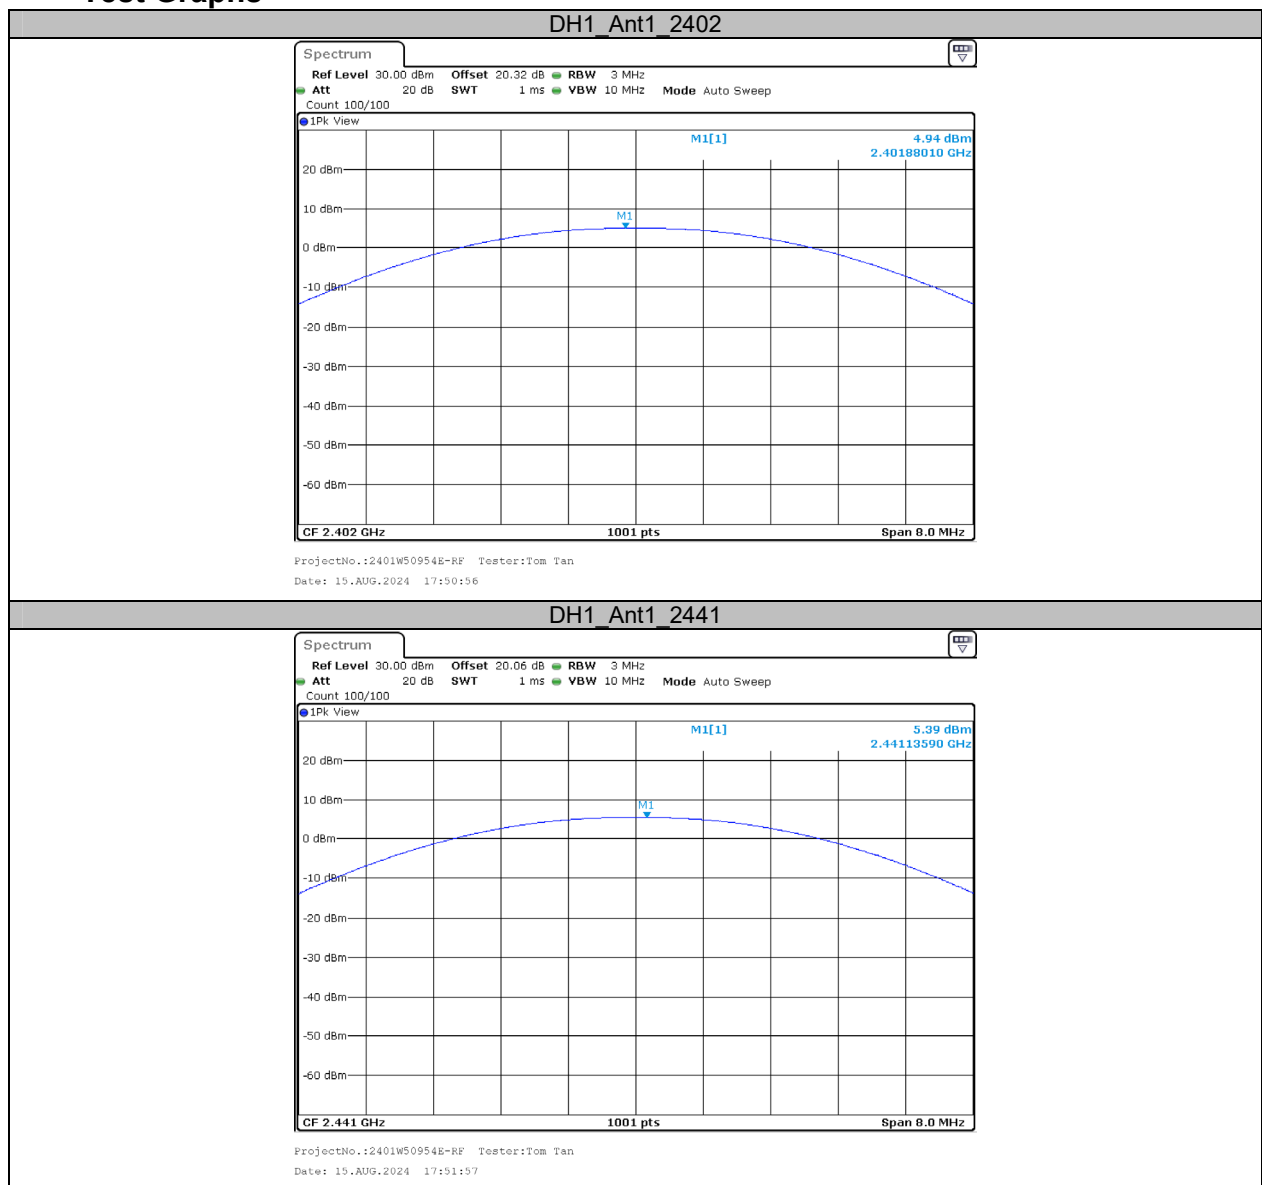 Test Graphs
DH1_Ant1_2402
Spectrum
Ref Level 30.00 dBm Offset 20.32 dB RBW 3 MHz
Att 20 dB SWT 1 ms VBW 10 MHz Mode Auto Sweep
Count 100/100
1Pk View
M1[1] 4.94 dBm
2.40188010 GHz
20 dBm
10 dBm
M1
0 dBm
-10 dBm
-20 dBm
-30 dBm
-40 dBm
-50 dBm
-60 dBm
CF 2.402 GHz 1001 pts Span 8.0 MHz
ProjectNo.:2401W50954E-RF Tester:Tom Tan
Date: 15.AUG.2024 17:50:56
DH1_Ant1_2441
Spectrum
Ref Level 30.00 dBm Offset 20.06 dB RBW 3 MHz
Att 20 dB SWT 1 ms VBW 10 MHz Mode Auto Sweep
Count 100/100
1Pk View
M1[1] 5.39 dBm
2.44113590 GHz
20 dBm
10 dBm
M1
0 dBm
-10 dBm
-20 dBm
-30 dBm
-40 dBm
-50 dBm
-60 dBm
CF 2.441 GHz 1001 pts Span 8.0 MHz
ProjectNo.:2401W50954E-RF Tester:Tom Tan
Date: 15.AUG.2024 17:51:57